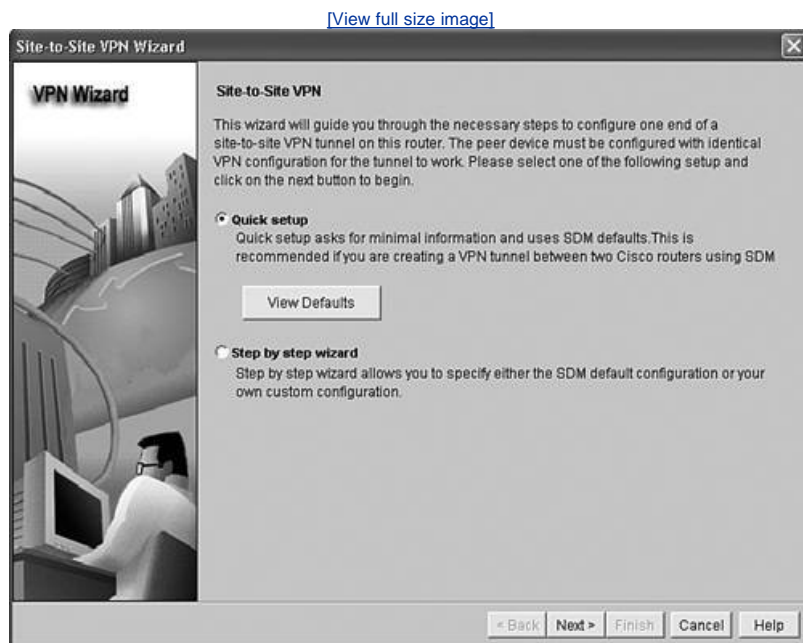 [View full size image]
Site-to-Site VPN Wizard
VPN Wizard
Site-to-Site VPN
This wizard will guide you through the necessary steps to configure one end of a
site-to-site VPN tunnel on this router. The peer device must be configured with identical
VPN configuration for the tunnel to work. Please select one of the following setup and
click on the next button to begin.
Quick setup
Quick setup asks for minimal information and uses SDM defaults.This is
recommended if you are creating a VPN tunnel between two Cisco routers using SDM
View Defaults
Step by step wizard
Step by step wizard allows you to specify either the SDM default configuration or your
own custom configuration.
< Back Next > Finish Cancel Help